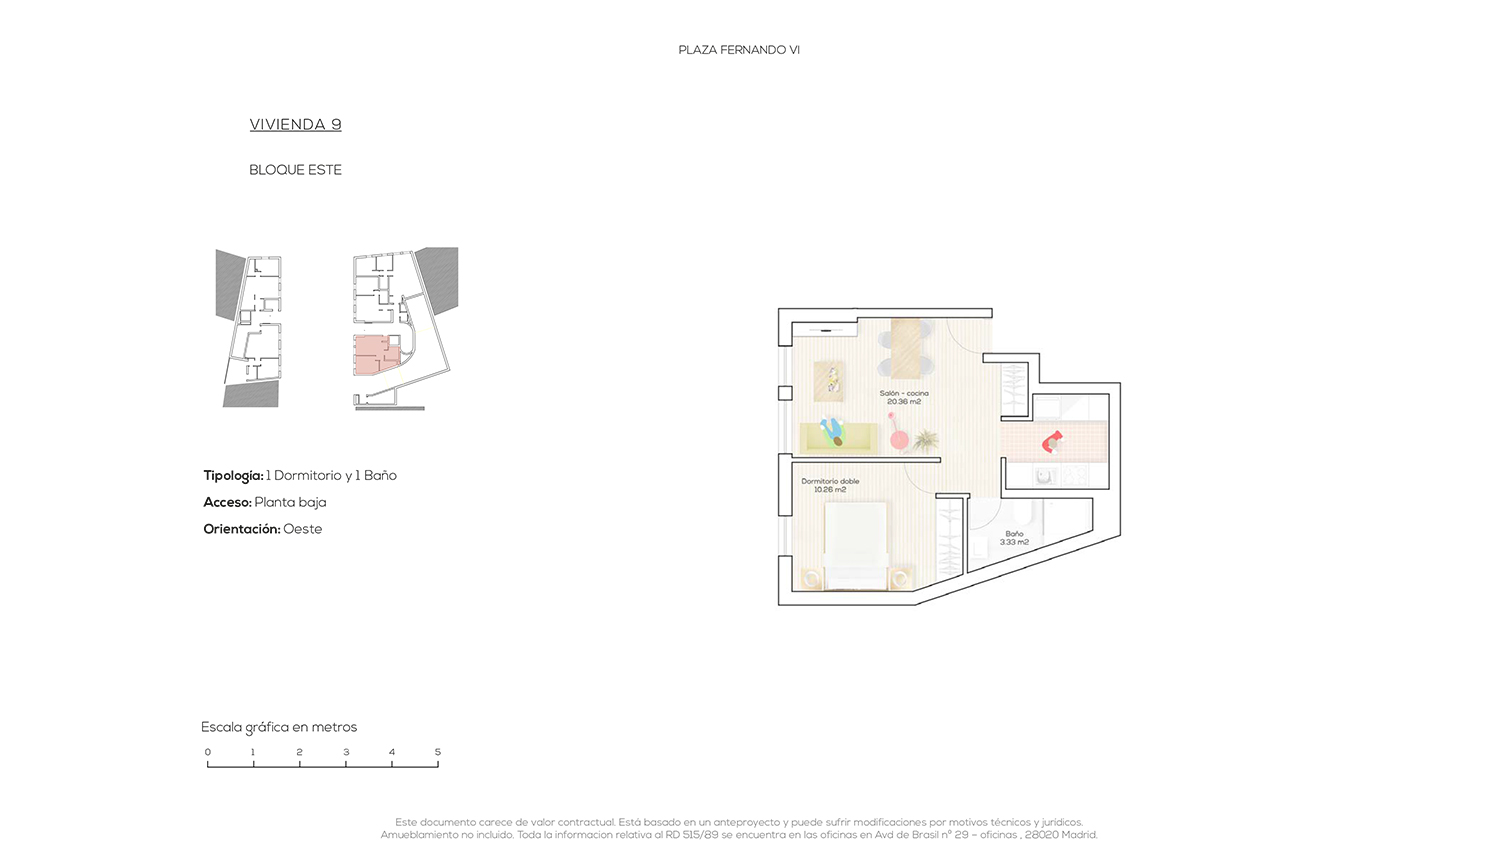 PLAZA FERNANDO VI
VIVIENDA 9
BLOQUE ESTE
Tipología: 1 Dormitorio y 1 Baño
Acceso: Planta baja
Orientación: Oeste
Salón - cocina
20.36 m2
Dormitorio doble
10.26 m2
Baño
3.33 m2
Escala gráfica en metros
0 1 2 3 4 5
Este documento carece de valor contractual. Está basado en un anteproyecto y puede sufrir modificaciones por motivos técnicos y jurídicos.
Amueblamiento no incluido. Toda la informacion relativa al RD 515/89 se encuentra en las oficinas en Avd de Brasil nº 29 – oficinas , 28020 Madrid.